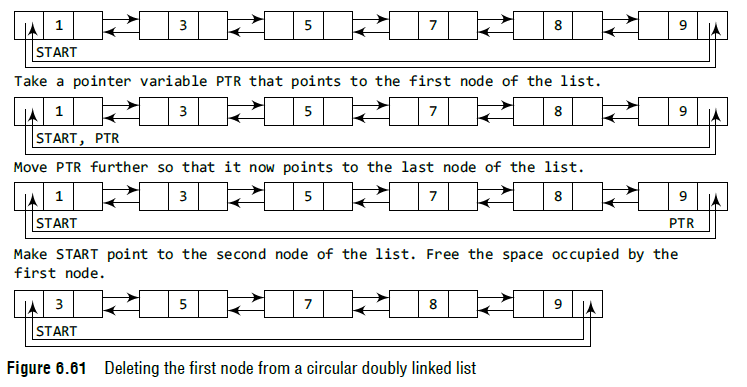 1 3 5 7 8 9
START
Take a pointer variable PTR that points to the first node of the list.
1 3 5 7 8 9
START, PTR
Move PTR further so that it now points to the last node of the list.
1 3 5 7 8 9
START PTR
Make START point to the second node of the list. Free the space occupied by the
first node.
3 5 7 8 9
START
Figure 6.61 Deleting the first node from a circular doubly linked list